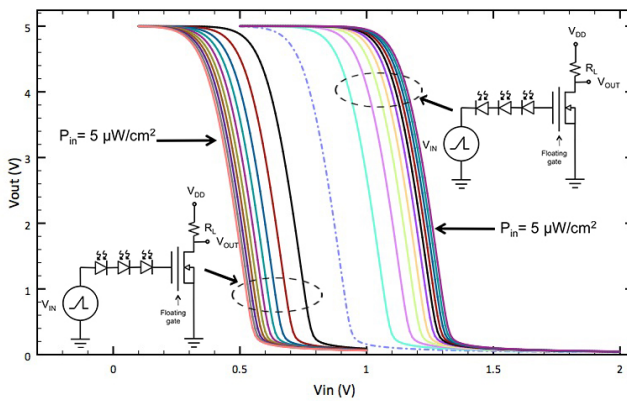 5
4
3
2
1
0
Vout (V)
0
0.5
1
1.5
2
Vin (V)
Pin= 5 µW/cm²
VDD
RL
VOUT
VIN
Floating
gate
VDD
RL
VOUT
VIN
Floating
gate
Pin= 5 µW/cm²